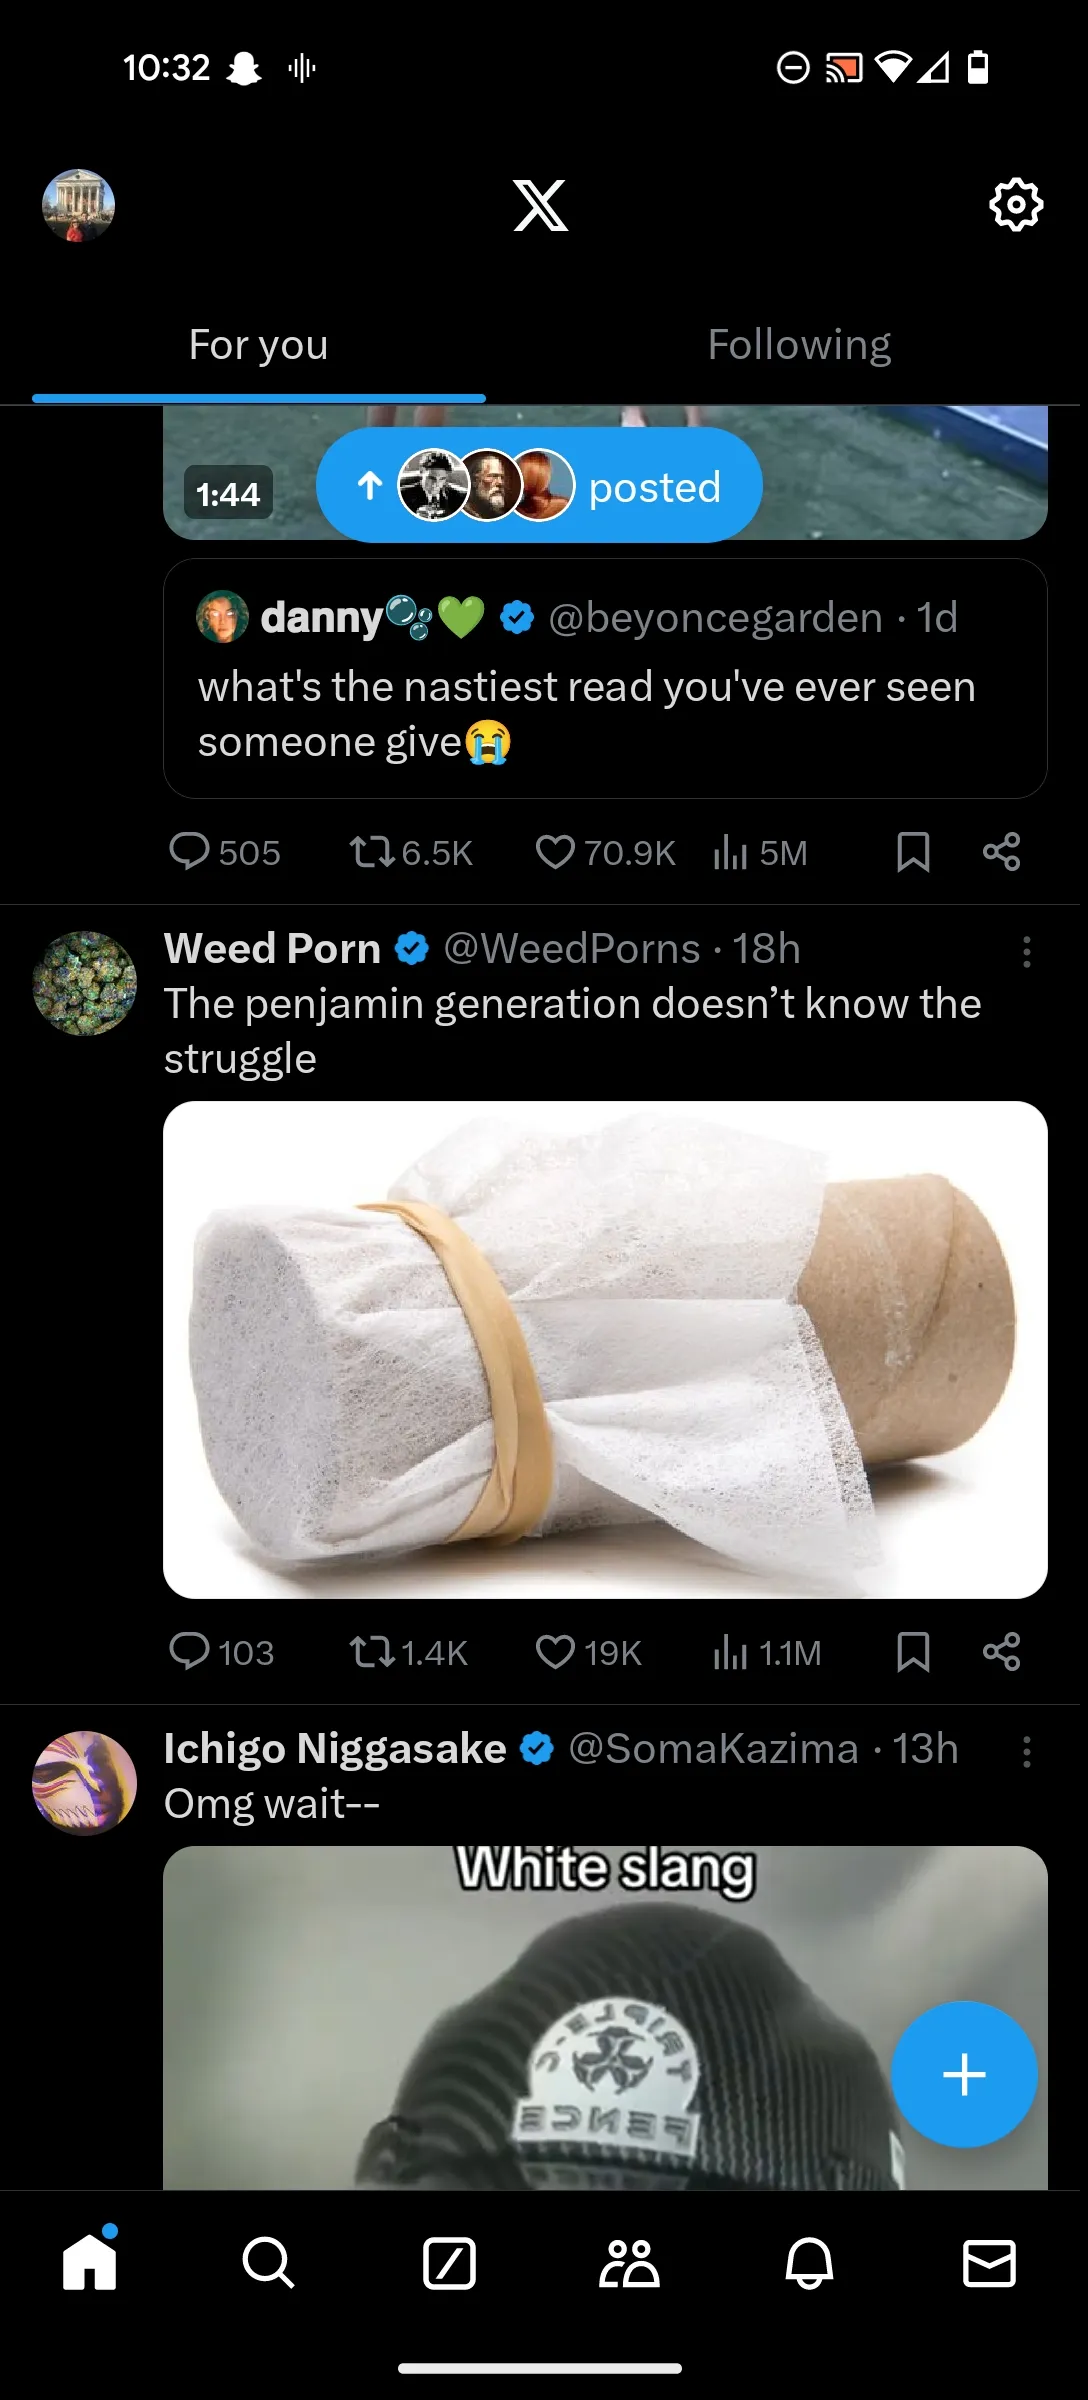 10:32
For you
Following
1:44
posted
danny🫧💚 @beyoncegarden · 1d
what's the nastiest read you've ever seen
someone give😭
505 6.5K 70.9K 5M
Weed Porn @WeedPorns · 18h
The penjamin generation doesn’t know the
struggle
103 1.4K 19K 1.1M
Ichigo Niggasake @SomaKazima · 13h
Omg wait--
White slang
TRIPLE-C
FENCE